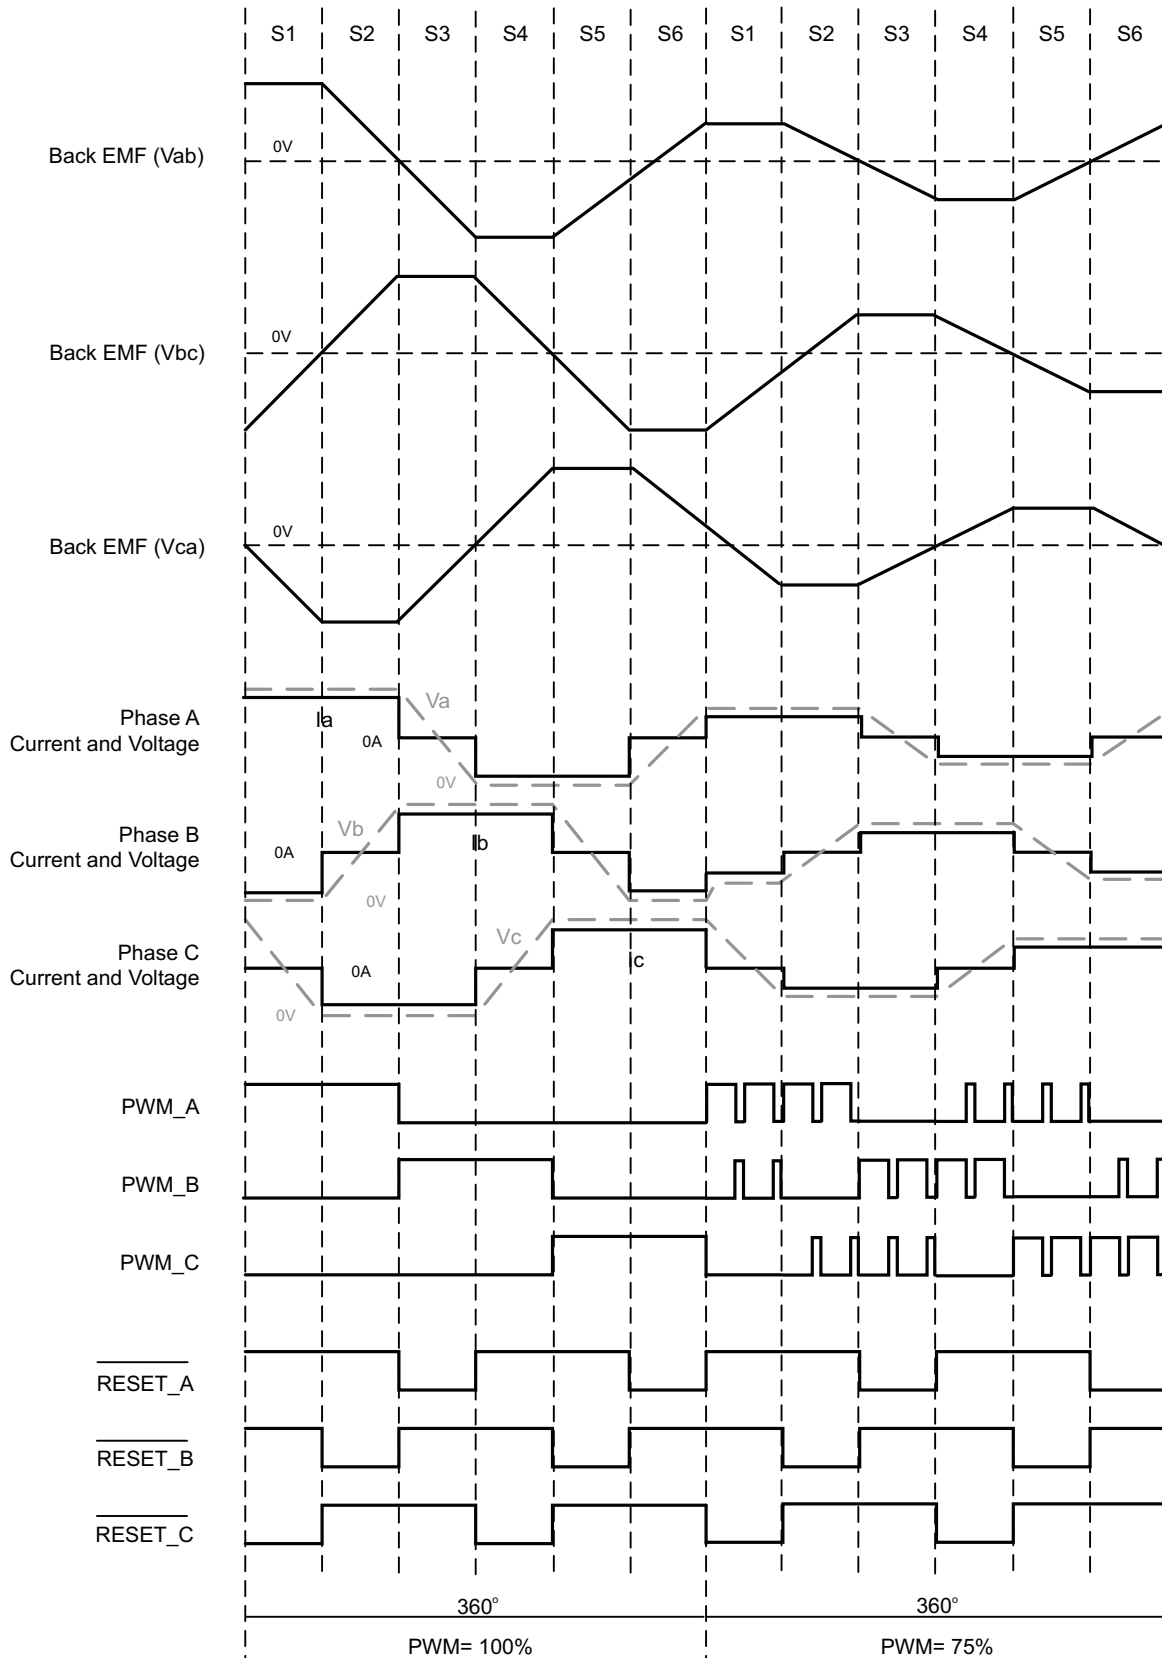 S1 S2 S3 S4 S5 S6 S1 S2 S3 S4 S5 S6
Back EMF (Vab)
0V
Back EMF (Vbc)
0V
Back EMF (Vca)
0V
Phase A
Current and Voltage
Ia
0A
Va
0V
Phase B
Current and Voltage
0A
Vb
0V
Ib
Phase C
Current and Voltage
0V
0A
Vc
Ic
PWM_A
PWM_B
PWM_C
RESET_A
RESET_B
RESET_C
360° 360°
PWM= 100% PWM= 75%